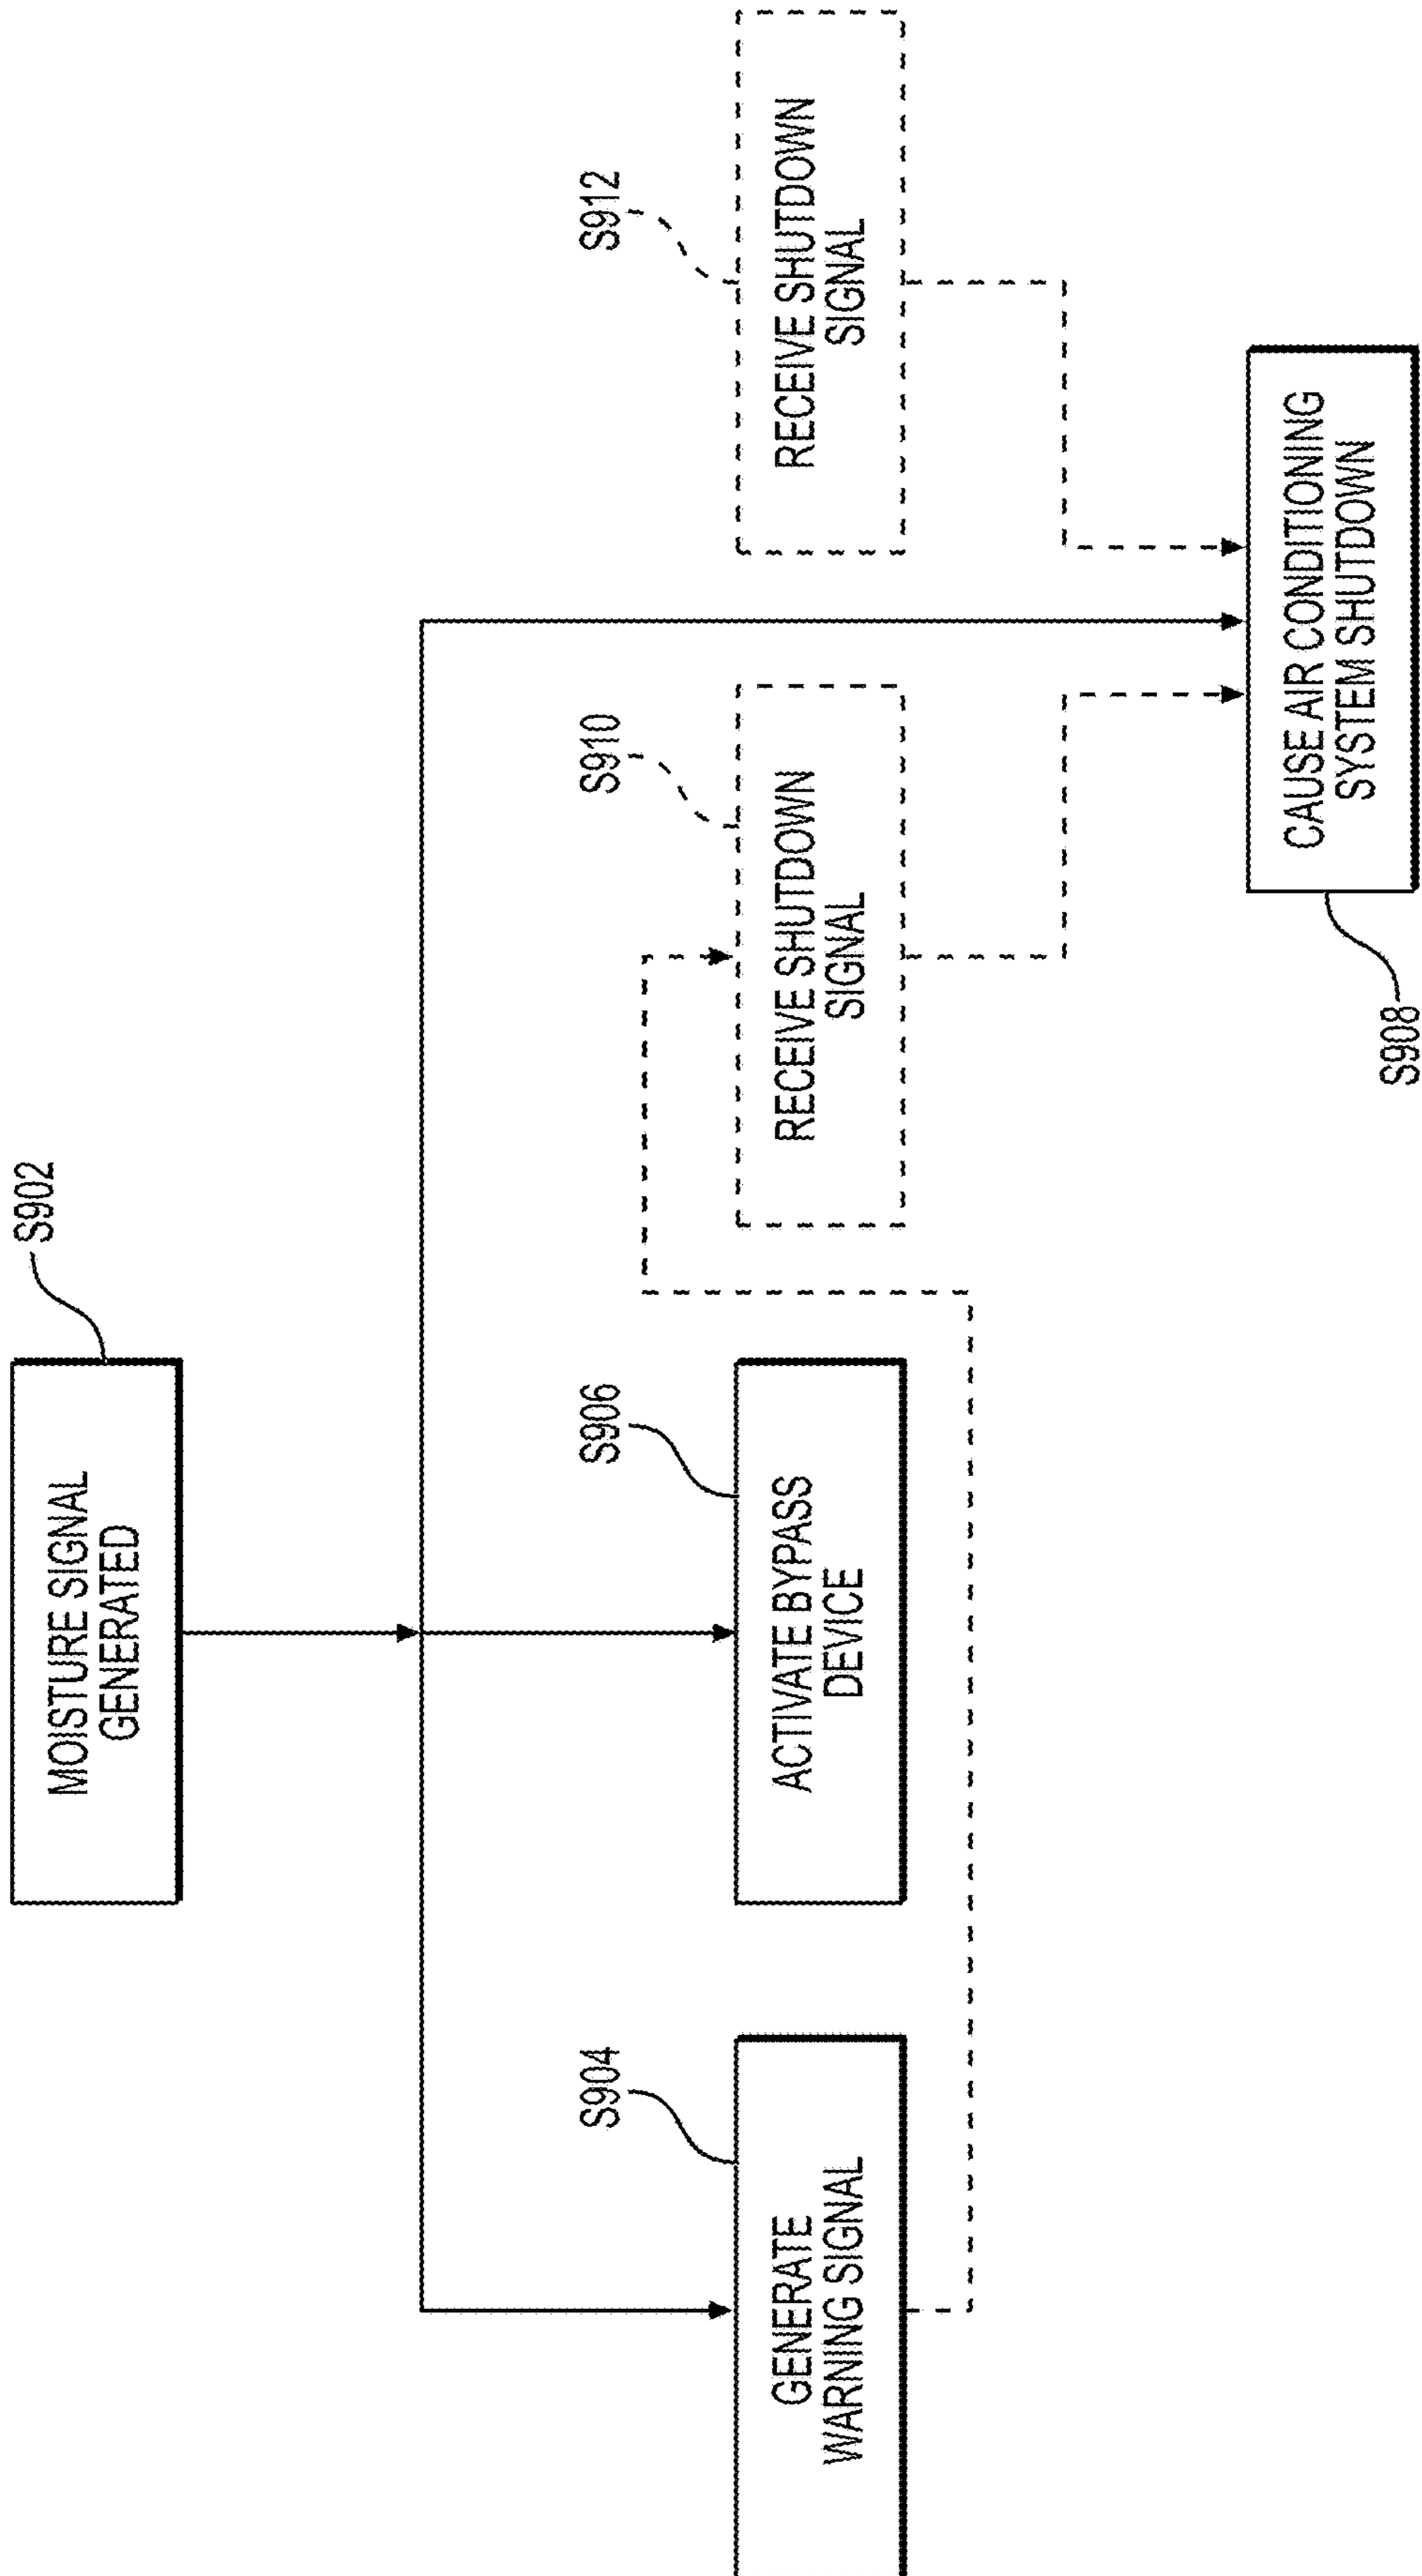 S902
MOISTURE SIGNAL
GENERATED
S904
GENERATE
WARNING SIGNAL
S906
ACTIVATE BYPASS
DEVICE
S910
RECEIVE SHUTDOWN
SIGNAL
S912
RECEIVE SHUTDOWN
SIGNAL
S908
CAUSE AIR CONDITIONING
SYSTEM SHUTDOWN